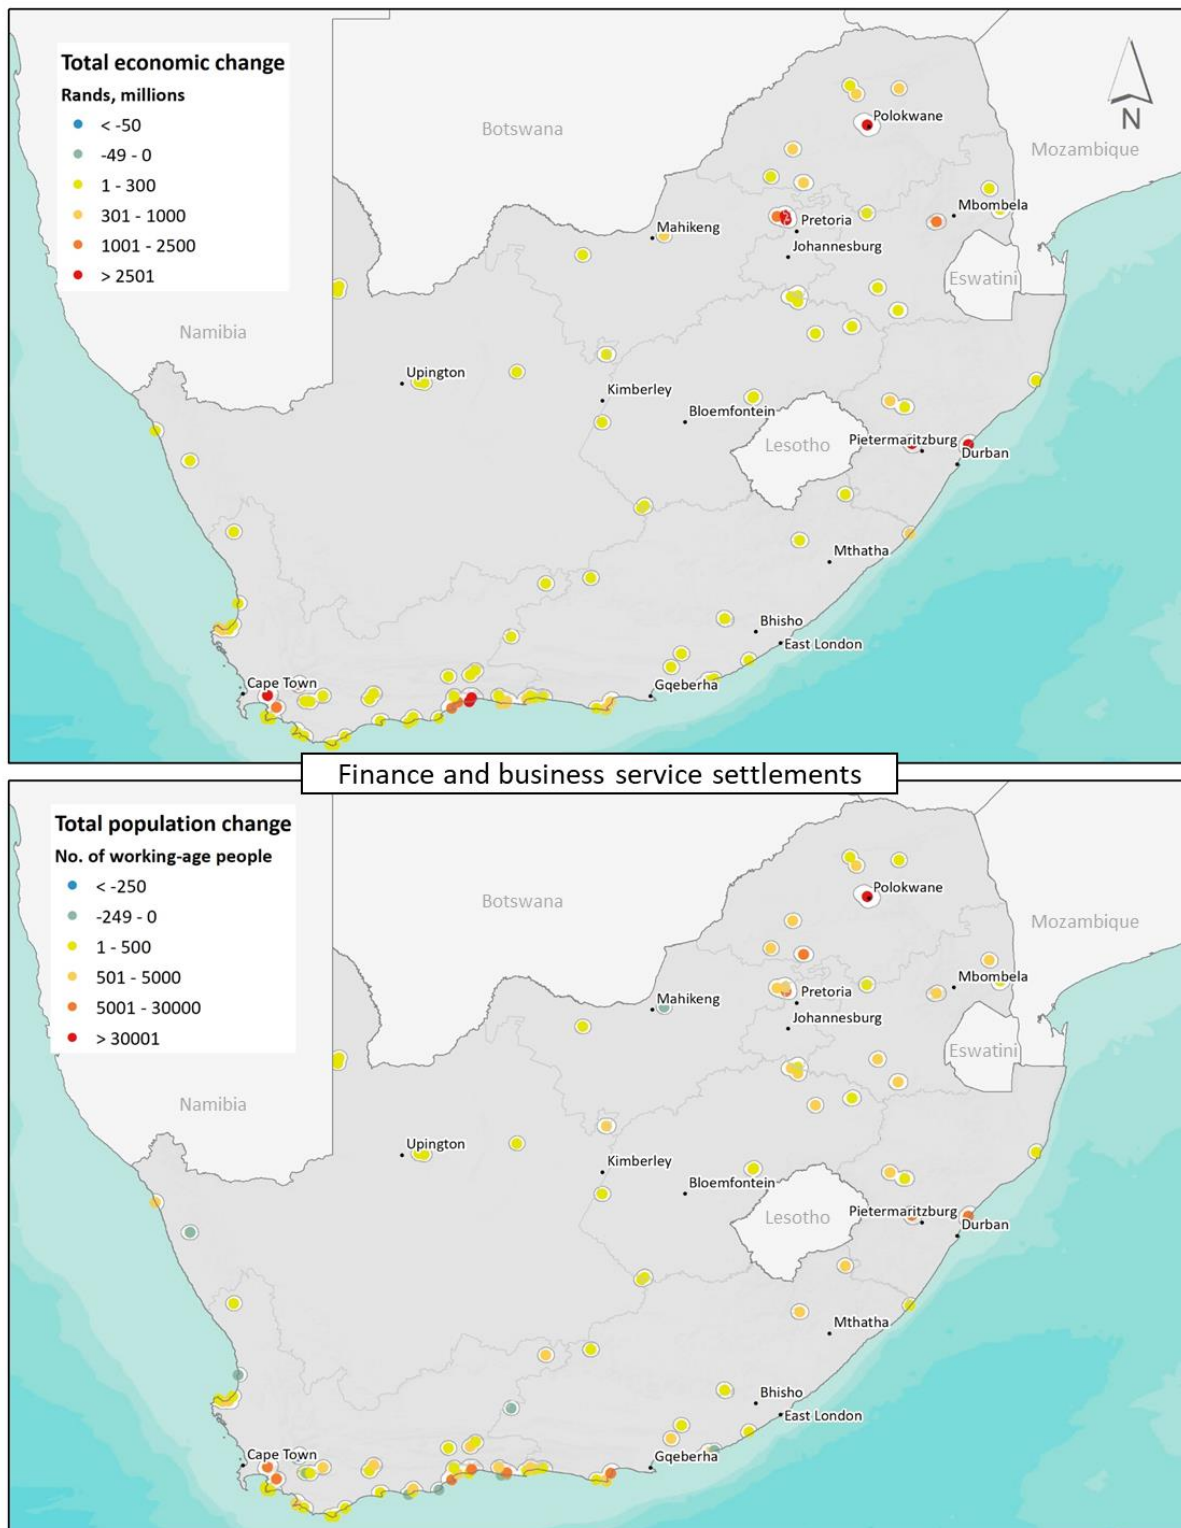 Total economic change
Rands, millions
< -50
-49 - 0
1 - 300
301 - 1000
1001 - 2500
> 2501
N
Botswana
Mozambique
Namibia
Eswatini
Lesotho
Polokwane
Mbombela
Mahikeng
Pretoria
Johannesburg
Upington
Kimberley
Bloemfontein
Pietermaritzburg
Durban
Mthatha
Bhisho
East London
Cape Town
Gqeberha
Finance and business service settlements
Total population change
No. of working-age people
< -250
-249 - 0
1 - 500
501 - 5000
5001 - 30000
> 30001
Botswana
Mozambique
Namibia
Eswatini
Lesotho
Polokwane
Mbombela
Mahikeng
Pretoria
Johannesburg
Upington
Kimberley
Bloemfontein
Pietermaritzburg
Durban
Mthatha
Bhisho
East London
Cape Town
Gqeberha